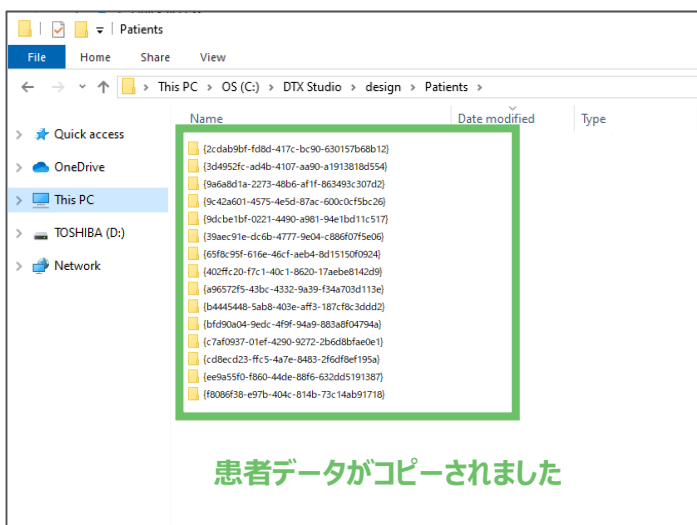 Patients
File Home Share View
This PC > OS (C:) > DTX Studio > design > Patients >
Name Date modified Type
Quick access
OneDrive
This PC
TOSHIBA (D:)
Network
{2cdab9bf-fd8d-417c-bc90-630157b68b12}
{3d4952fc-ad4b-4107-aa90-a1913818d554}
{9a6a8d1a-2273-48b6-af1f-863493c307d2}
{9c42a601-4575-4e5d-87ac-600c0cf5bc26}
{9dcbe1bf-0221-4490-a981-94e1bd11c517}
{39aec91e-dc6b-4777-9e04-c886f07f5e06}
{65f8c95f-616e-46cf-aeb4-8d15150f0924}
{402ffc20-f7c1-40c1-8620-17aebe8142d9}
{a96572f5-43bc-4332-9a39-f34a703d113e}
{b4445448-5ab8-403e-aff3-187cf8c3ddd2}
{bfd90a04-9edc-4f9f-94a9-883a8f04794a}
{c7af0937-01ef-4290-9272-2b6d8bfae0e1}
{cd8ecd23-ffc5-4a7e-8483-2f6df8ef195a}
{ee9a55f0-f860-44de-88f6-632dd5191387}
{f8086f38-e97b-404c-814b-73c14ab91718}
患者データがコピーされました